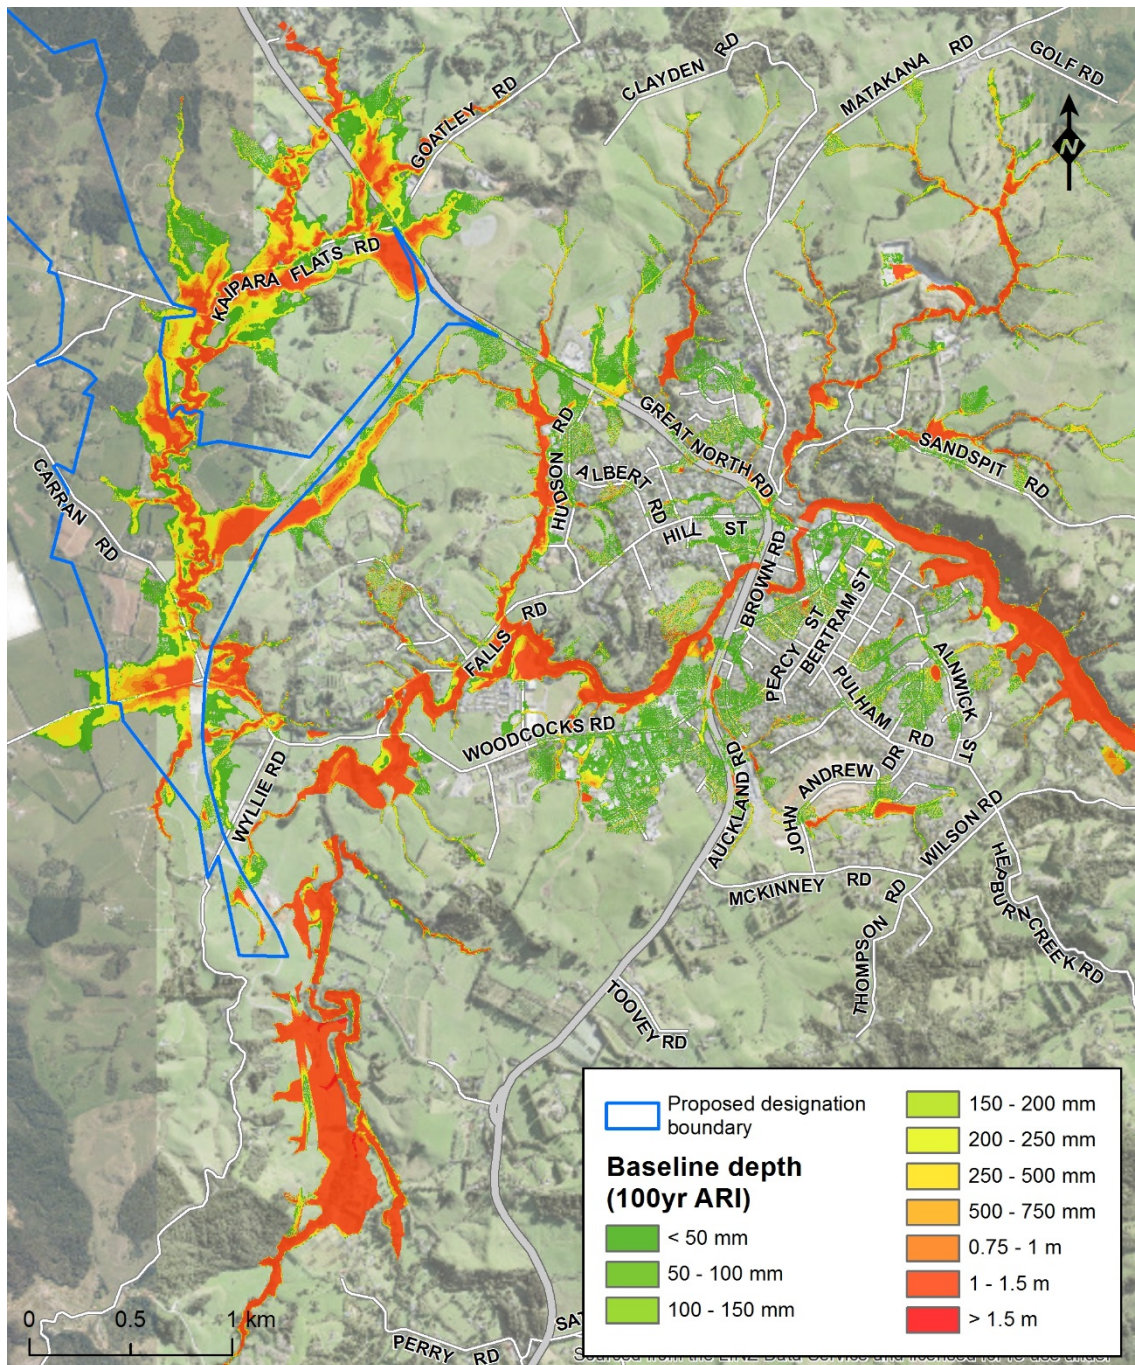 CLAYDEN RD
MATAKANA RD
GOLF RD
GOATLEY RD
N
KAIPARA FLATS RD
GREAT NORTH RD
HUDSON RD
ALBERT RD
HILL ST
SANDSPIT RD
CARRAN RD
BROWN RD
PERCY ST
BERTRAM ST
FALLS RD
ALNWICK ST
PULHAM RD
WOODCOCKS RD
WYLLIE RD
AUCKLAND RD
JOHN ANDREW DR
WILSON RD
MCKINNEY RD
THOMPSON RD
HEPBURN CREEK RD
TOOVEY RD
PERRY RD
SAT
0 0.5 1 km
Proposed designation
boundary
Baseline depth
(100yr ARI)
< 50 mm
50 - 100 mm
100 - 150 mm
150 - 200 mm
200 - 250 mm
250 - 500 mm
500 - 750 mm
0.75 - 1 m
1 - 1.5 m
> 1.5 m